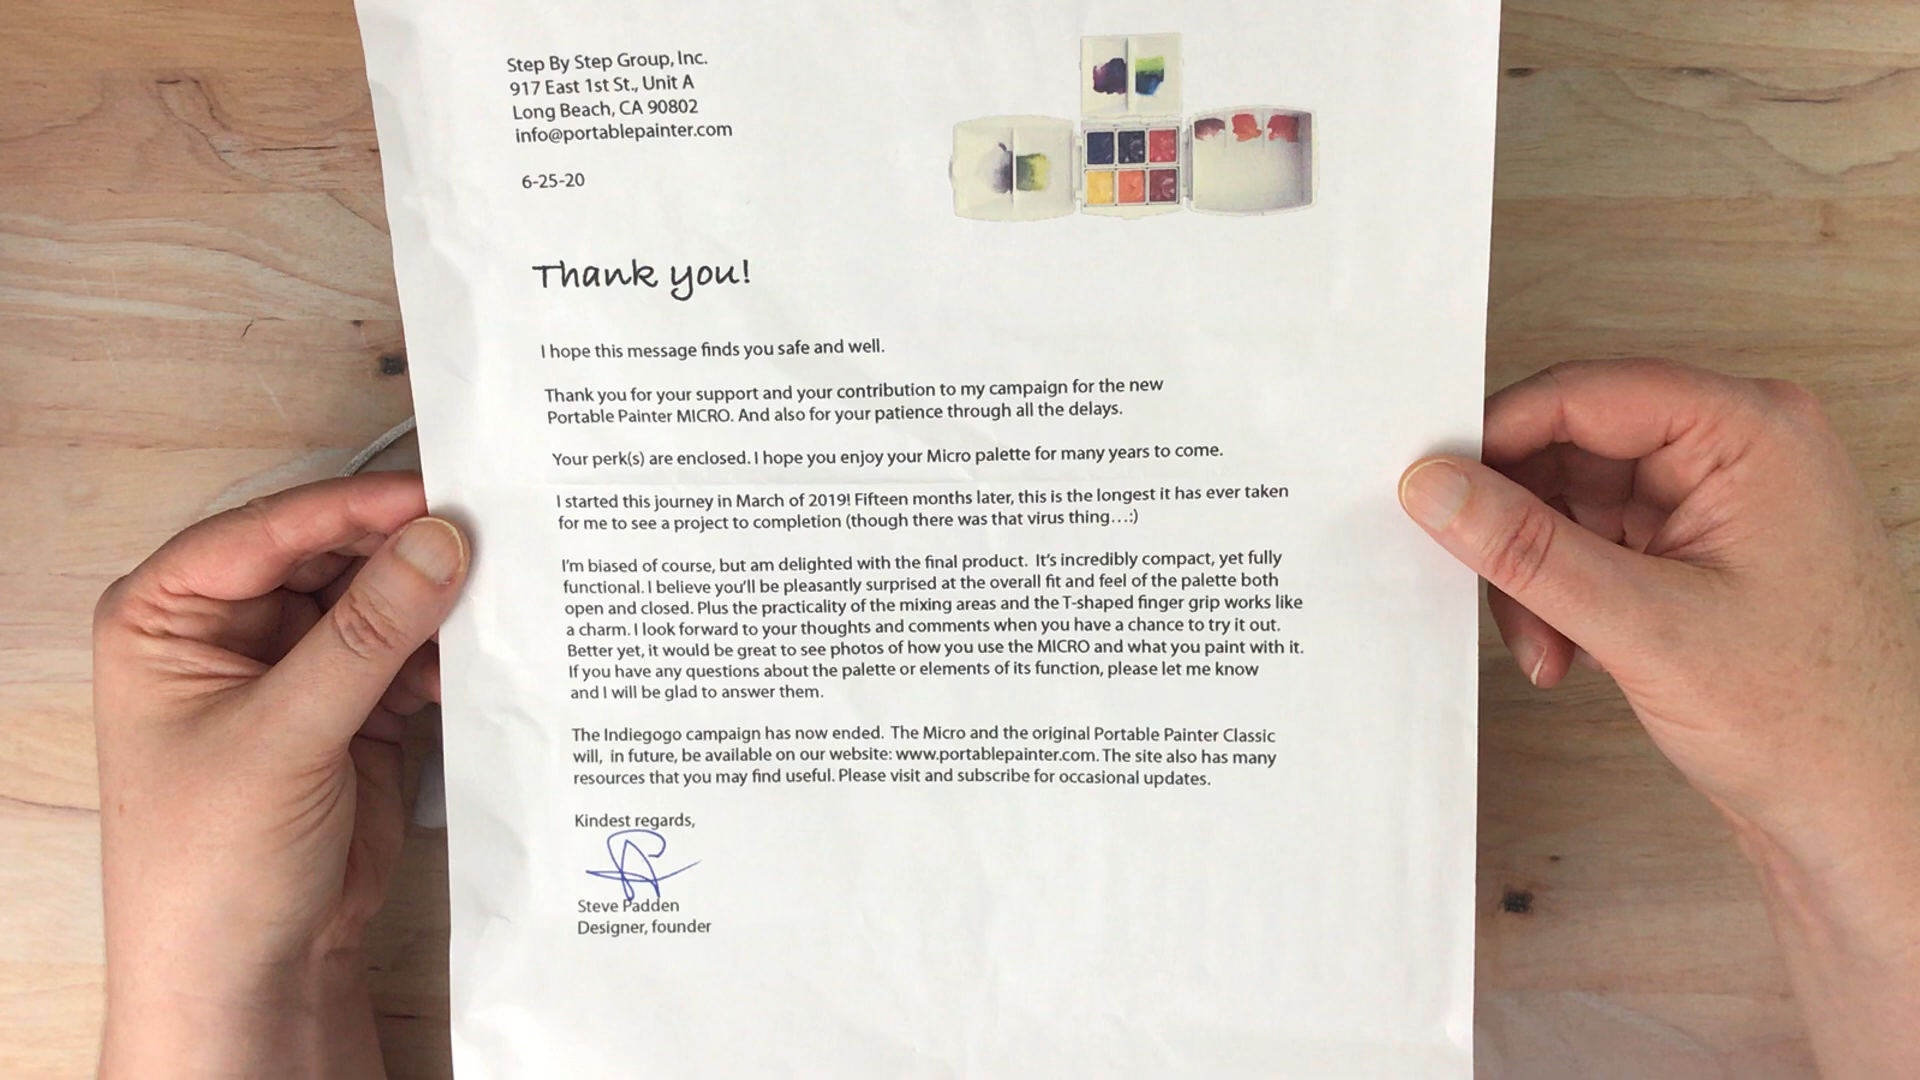 Step By Step Group, Inc.
917 East 1st St., Unit A
Long Beach, CA 90802
info@portablepainter.com
6-25-20
Thank you!
I hope this message finds you safe and well.
Thank you for your support and your contribution to my campaign for the new
Portable Painter MICRO. And also for your patience through all the delays.
Your perk(s) are enclosed. I hope you enjoy your Micro palette for many years to come.
I started this journey in March of 2019! Fifteen months later, this is the longest it has ever taken
for me to see a project to completion (though there was that virus thing...:)
I'm biased of course, but am delighted with the final product.  It's incredibly compact, yet fully
functional. I believe you'll be pleasantly surprised at the overall fit and feel of the palette both
open and closed. Plus the practicality of the mixing areas and the T-shaped finger grip works like
a charm. I look forward to your thoughts and comments when you have a chance to try it out.
Better yet, it would be great to see photos of how you use the MICRO and what you paint with it.
If you have any questions about the palette or elements of its function, please let me know
and I will be glad to answer them.
The Indiegogo campaign has now ended.  The Micro and the original Portable Painter Classic
will,  in future, be available on our website: www.portablepainter.com. The site also has many
resources that you may find useful. Please visit and subscribe for occasional updates.
Kindest regards,
Steve Padden
Designer, founder